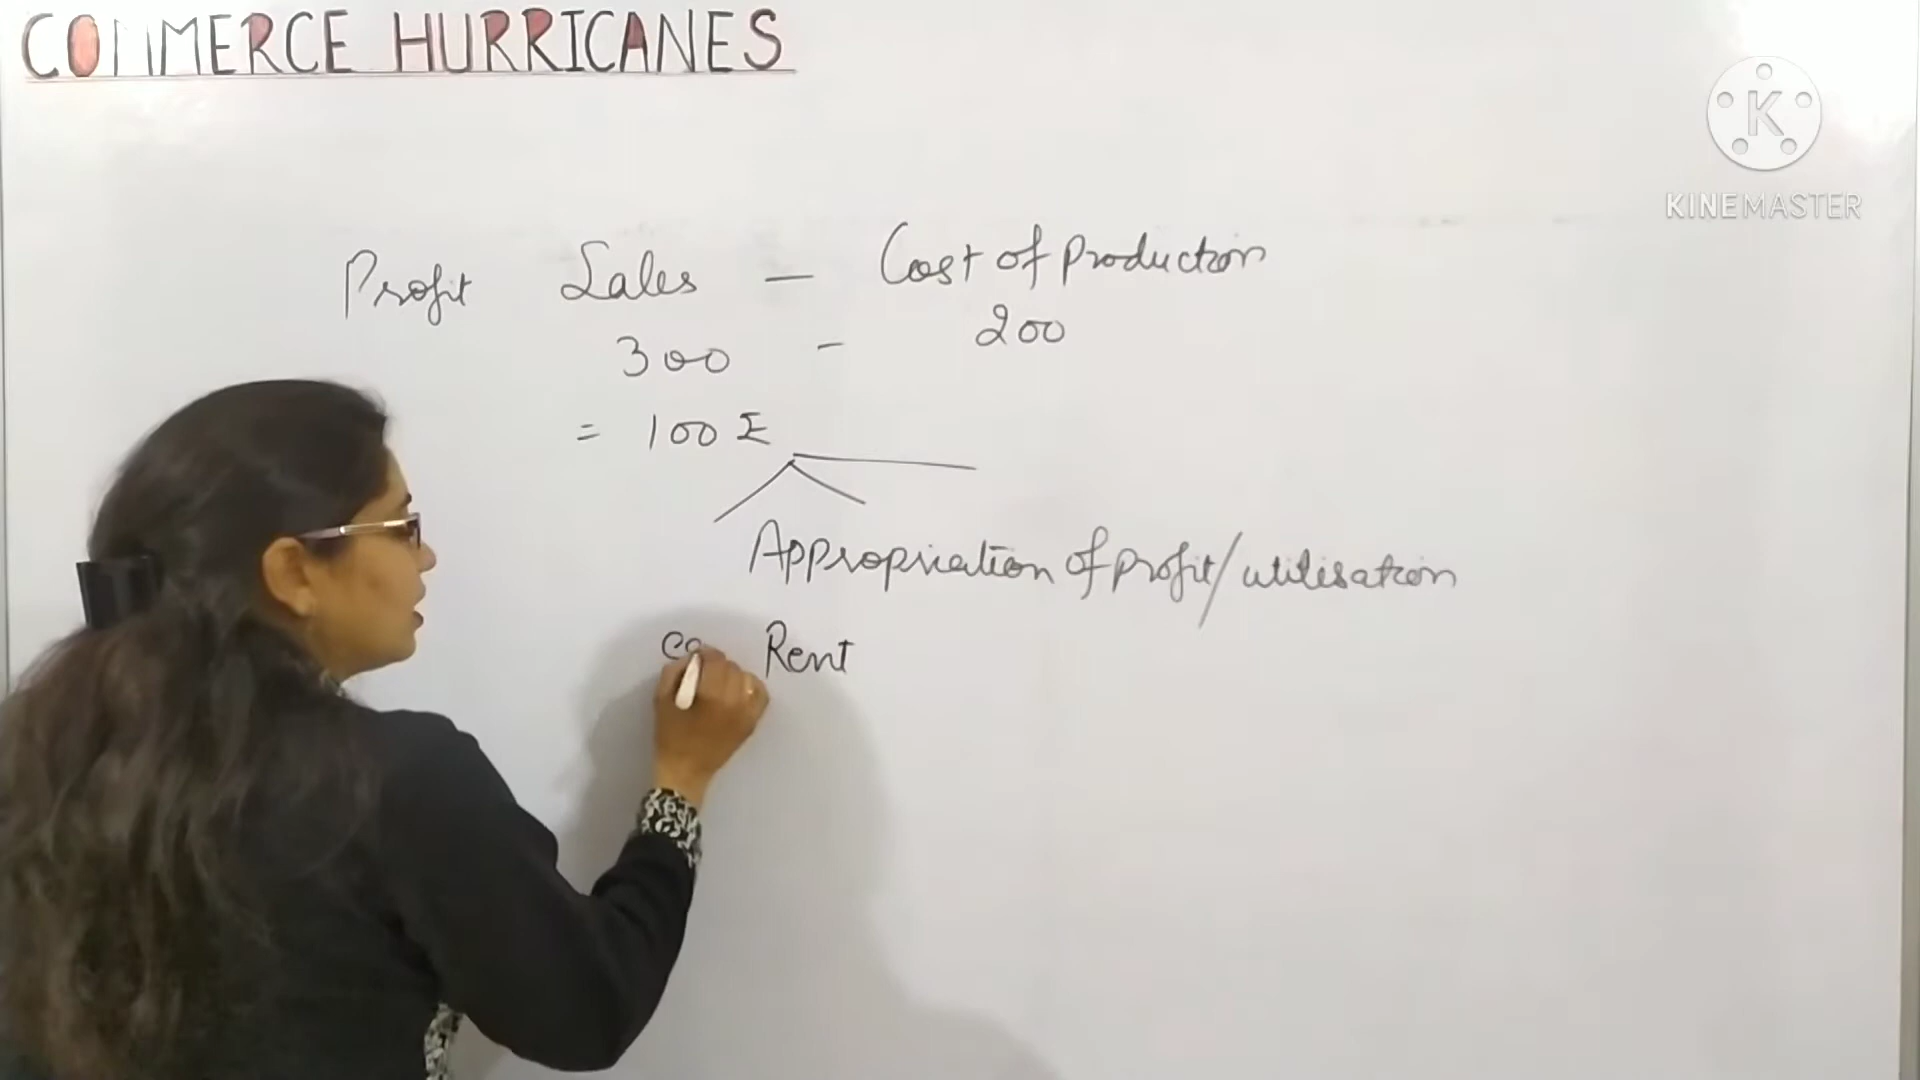 COMMERCE HURRICANES
K
KINEMASTER
Profit Sales — Cost of production
300 - 200
= 100 Σ
Appropriation of profit/utilisation
Rent